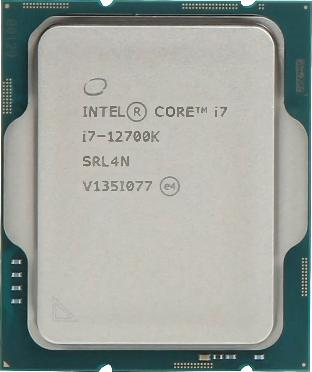 INTEL® CORE™ i7
i7-12700K
SRL4N
V135I077 e4